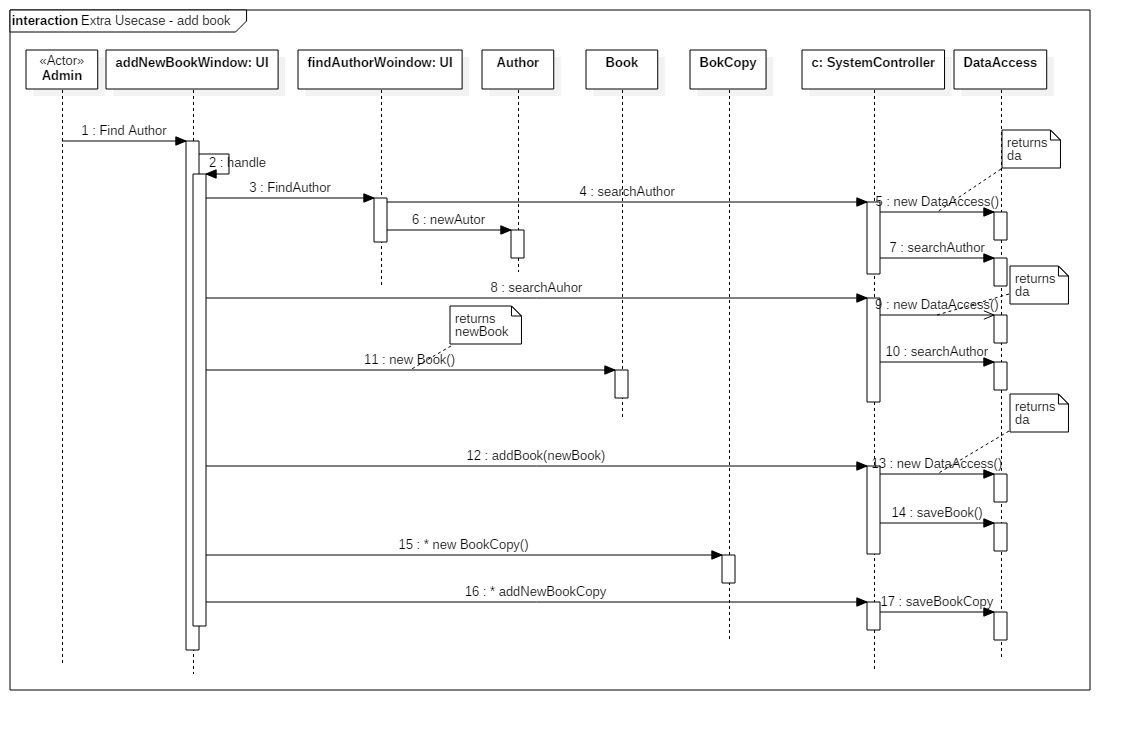 interaction Extra Usecase - add book
«Actor»
Admin
addNewBookWindow: UI
findAuthorWoindow: UI
Author
Book
BokCopy
c: SystemController
DataAccess
1 : Find Author
returns
da
2 : handle
3 : FindAuthor
4 : searchAuthor
5 : new DataAccess()
6 : newAutor
7 : searchAuthor
returns
da
8 : searchAuhor
9 : new DataAccess()
returns
newBook
10 : searchAuthor
11 : new Book()
returns
da
12 : addBook(newBook)
13 : new DataAccess()
14 : saveBook()
15 : * new BookCopy()
16 : * addNewBookCopy
17 : saveBookCopy